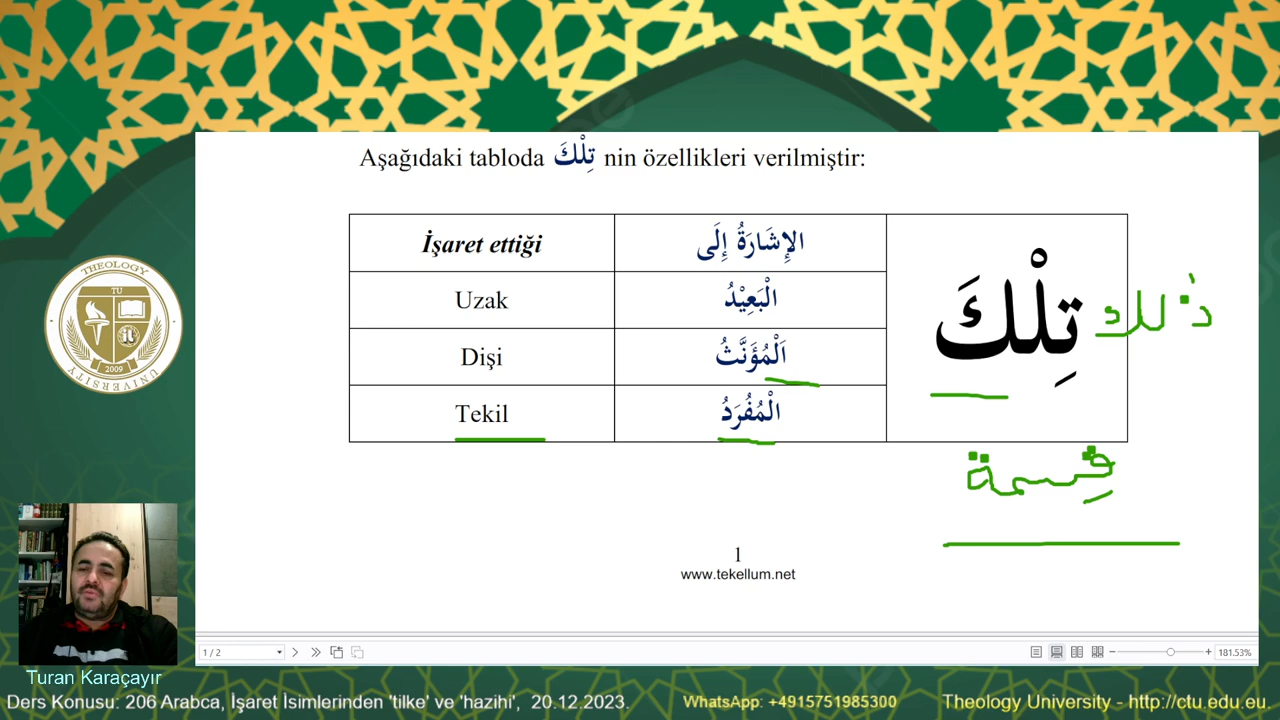 Aşağıdaki tabloda تِلْكَ nin özellikleri verilmiştir:
İşaret ettiği الإِشَارَةُ إِلَى
Uzak الْبَعِيْدُ
Dişi اَلْمُؤَنَّثُ
Tekil الْمُفْرَدُ
تِلْكَ
ذلك
قِسمة
1
www.tekellum.net
1 / 2
181.53%
THEOLOGY
TU
2009
UNIVERSITY
Turan Karaçayır
Ders Konusu: 206 Arabca, İşaret İsimlerinden 'tilke' ve 'hazihi', 20.12.2023.
WhatsApp: +4915751985300
Theology University - http://ctu.edu.eu.